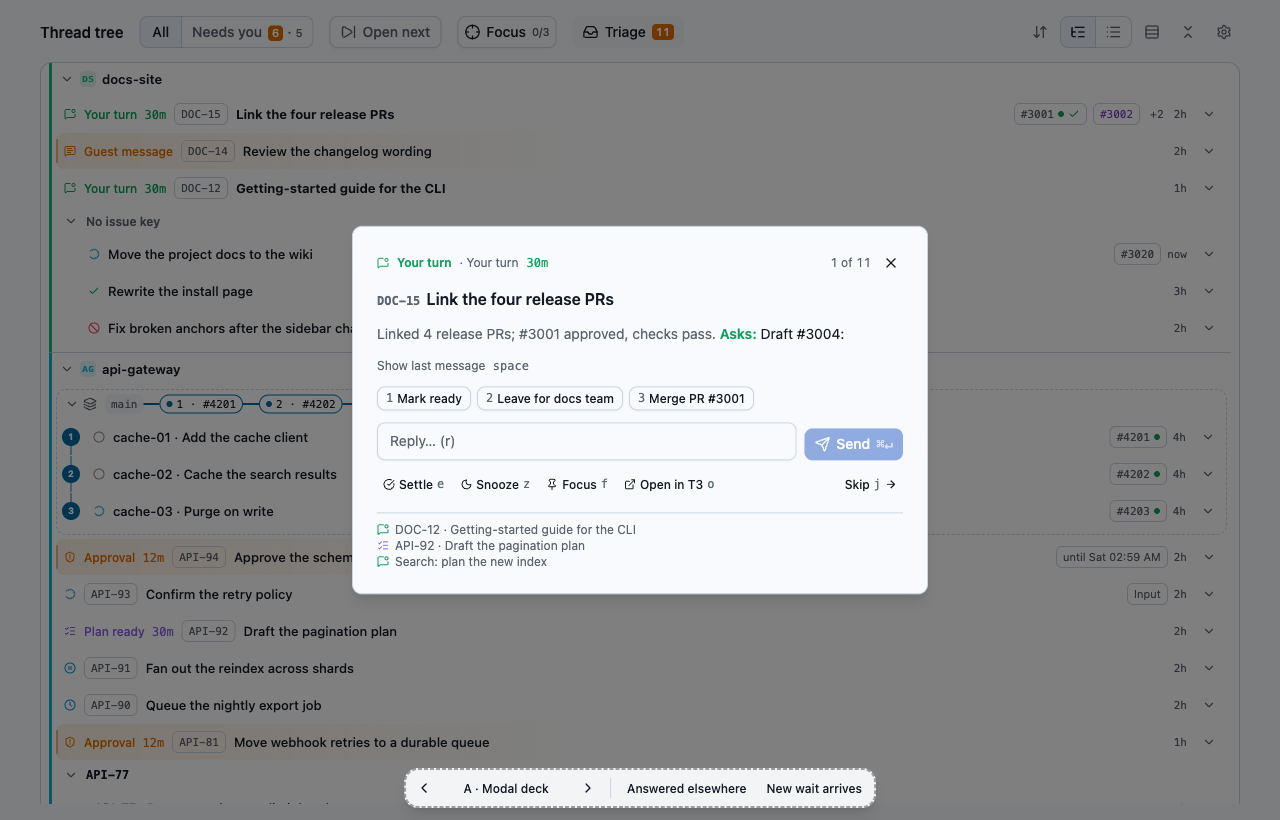 Thread tree All Needs you 6 · 5 Open next Focus 0/3 Triage 11
DS docs-site
Your turn 30m DOC-15 Link the four release PRs #3001 #3002 +2 2h
Guest message DOC-14 Review the changelog wording 2h
Your turn 30m DOC-12 Getting-started guide for the CLI 1h
No issue key
Move the project docs to the wiki #3020 now
Rewrite the install page 3h
Fix broken anchors after the sidebar 2h
AG api-gateway
main 1 · #4201 2 · #4202
1 cache-01 · Add the cache client #4201 4h
2 cache-02 · Cache the search results #4202 4h
3 cache-03 · Purge on write #4203 4h
Approval 12m API-94 Approve the schem until Sat 02:59 AM 2h
API-93 Confirm the retry policy Input 2h
Plan ready 30m API-92 Draft the pagination plan 2h
API-91 Fan out the reindex across shards 2h
API-90 Queue the nightly export job 2h
Approval 12m API-81 Move webhook retries to a durable queue 1h
API-77
Your turn · Your turn 30m 1 of 11
DOC-15 Link the four release PRs
Linked 4 release PRs; #3001 approved, checks pass. Asks: Draft #3004:
Show last message space
1 Mark ready 2 Leave for docs team 3 Merge PR #3001
Reply... (r) Send ⌘↵
Settle e Snooze z Focus f Open in T3 o Skip j →
DOC-12 · Getting-started guide for the CLI
API-92 · Draft the pagination plan
Search: plan the new index
A · Modal deck Answered elsewhere New wait arrives